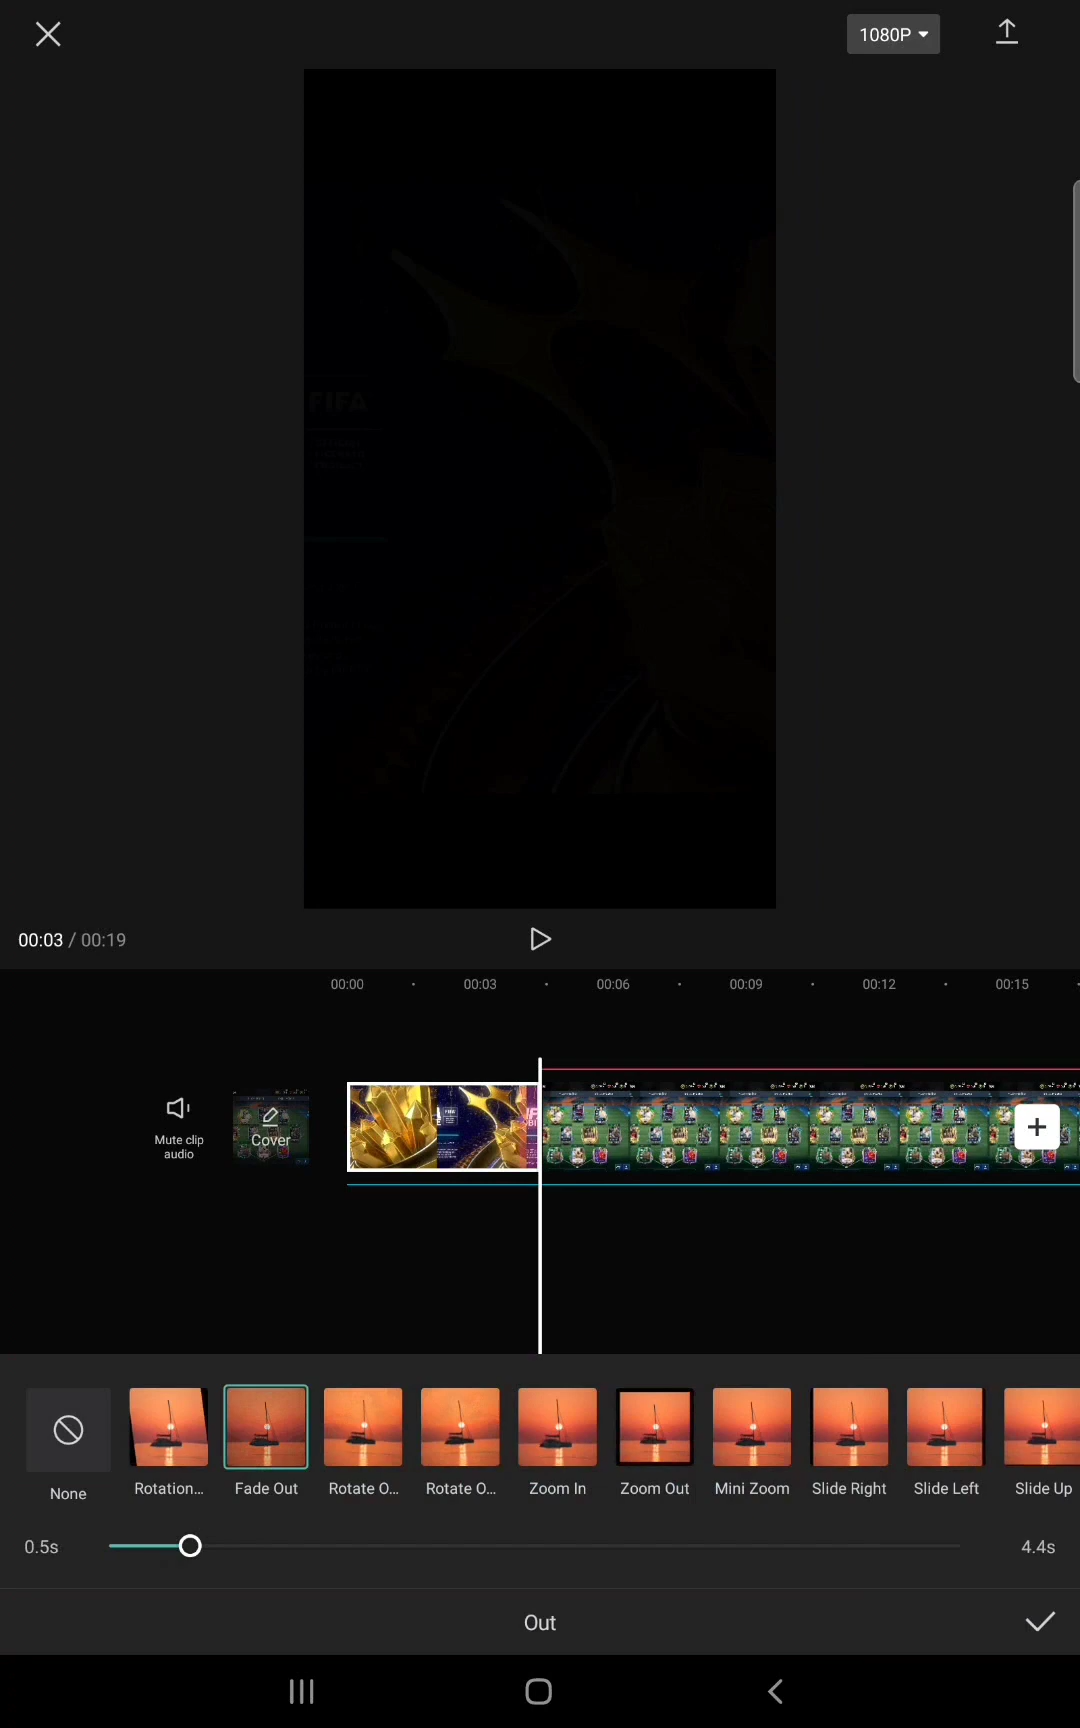 1080P
FIFA
00:03 / 00:19
00:00
00:03
00:06
00:09
00:12
00:15
Mute clip
audio
Cover
None
Rotation...
Fade Out
Rotate O...
Rotate O...
Zoom In
Zoom Out
Mini Zoom
Slide Right
Slide Left
Slide Up
0.5s
4.4s
Out